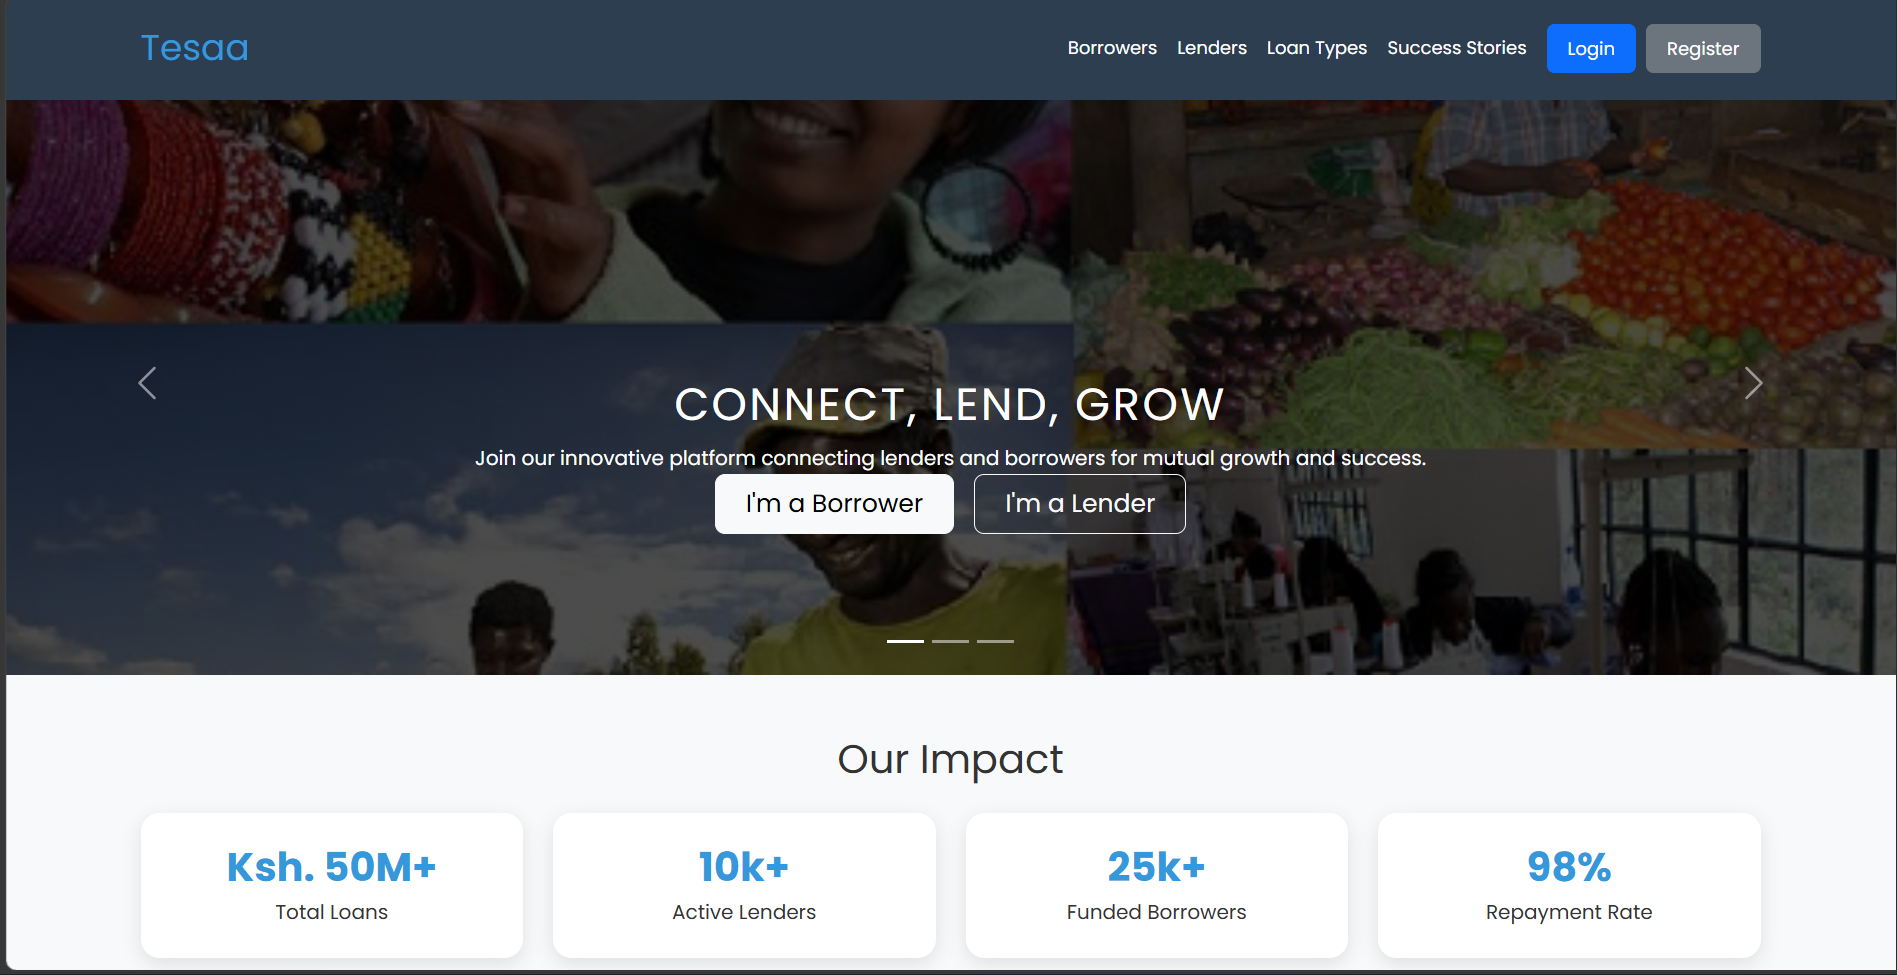 Tesaa
Borrowers Lenders Loan Types Success Stories Login Register
CONNECT, LEND, GROW
Join our innovative platform connecting lenders and borrowers for mutual growth and success.
I'm a Borrower I'm a Lender
Our Impact
Ksh. 50M+
Total Loans
10k+
Active Lenders
25k+
Funded Borrowers
98%
Repayment Rate